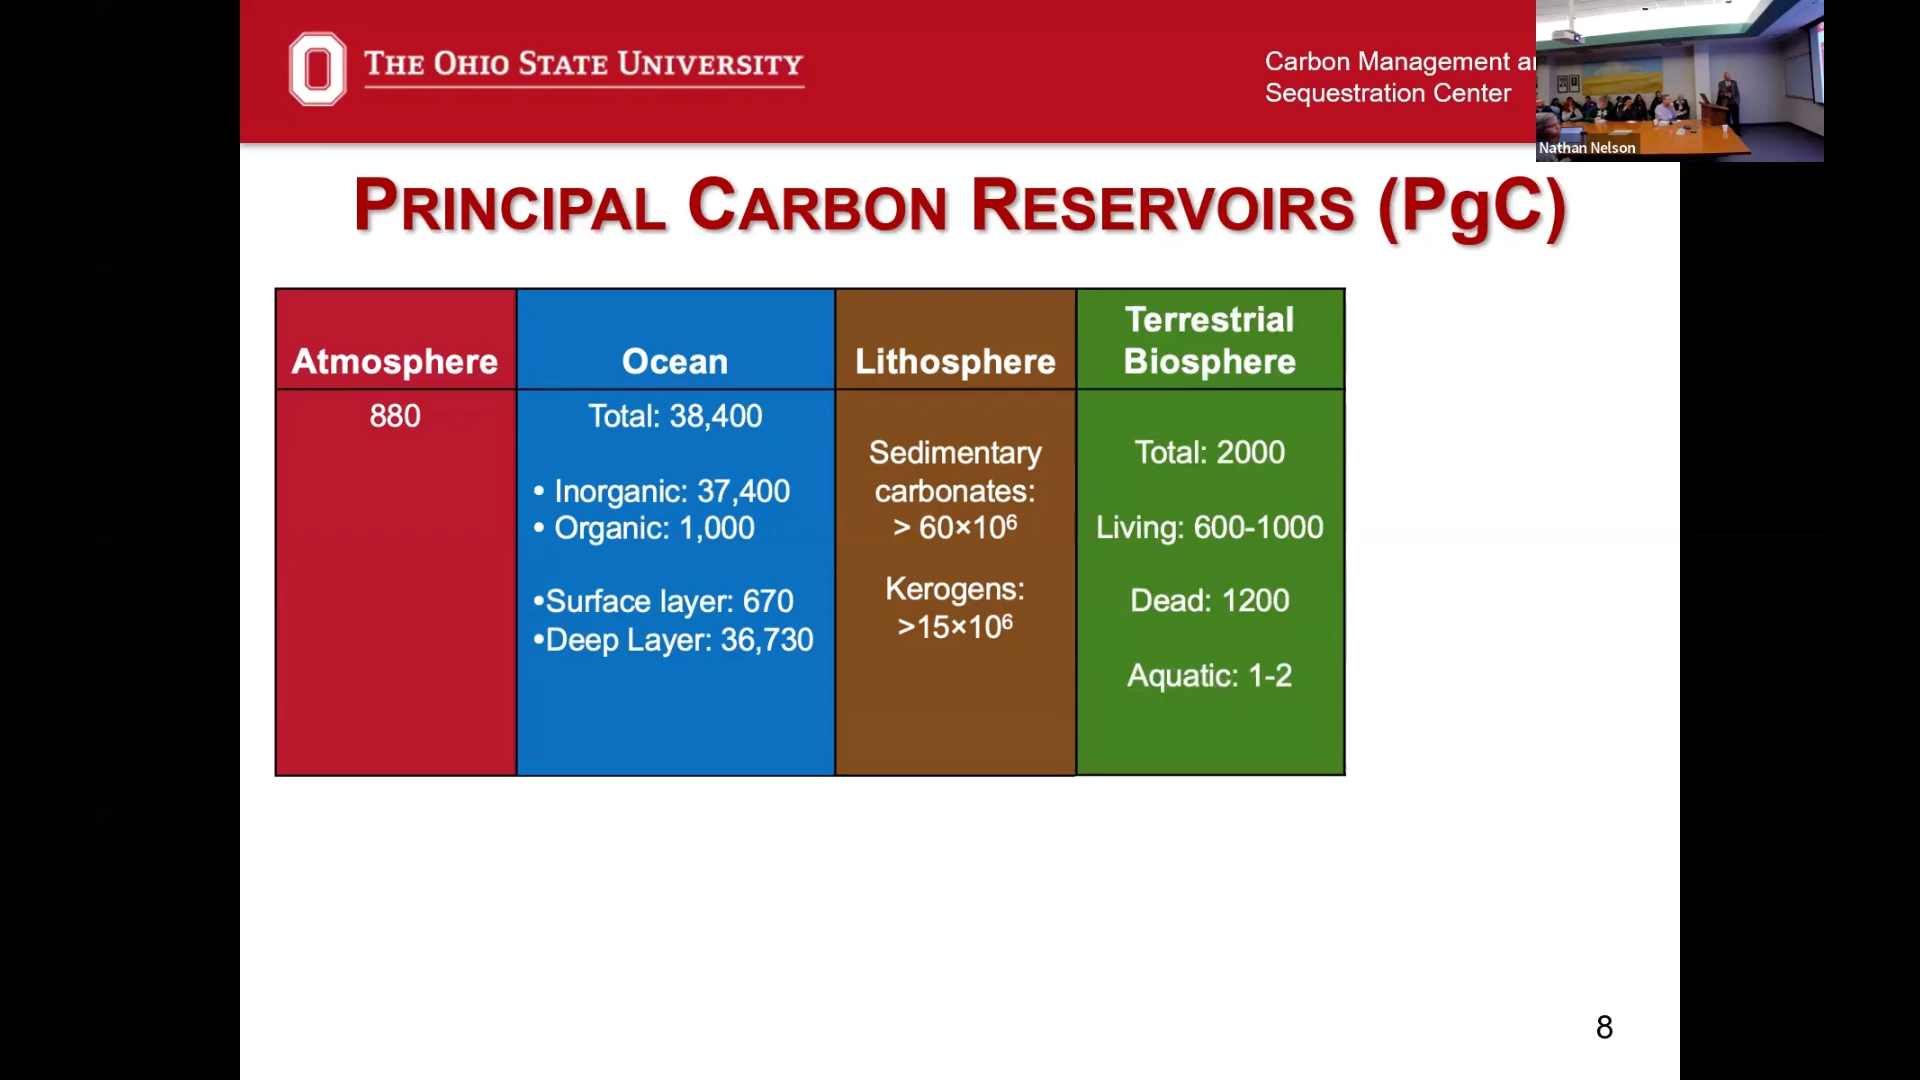 THE OHIO STATE UNIVERSITY
Carbon Management
Sequestration Center
Nathan Nelson
PRINCIPAL CARBON RESERVOIRS (PgC)
Atmosphere
880
Ocean
Total: 38,400
• Inorganic: 37,400
• Organic: 1,000
•Surface layer: 670
•Deep Layer: 36,730
Lithosphere
Sedimentary
carbonates:
> 60×10⁶
Kerogens:
>15×10⁶
Terrestrial
Biosphere
Total: 2000
Living: 600-1000
Dead: 1200
Aquatic: 1-2
8